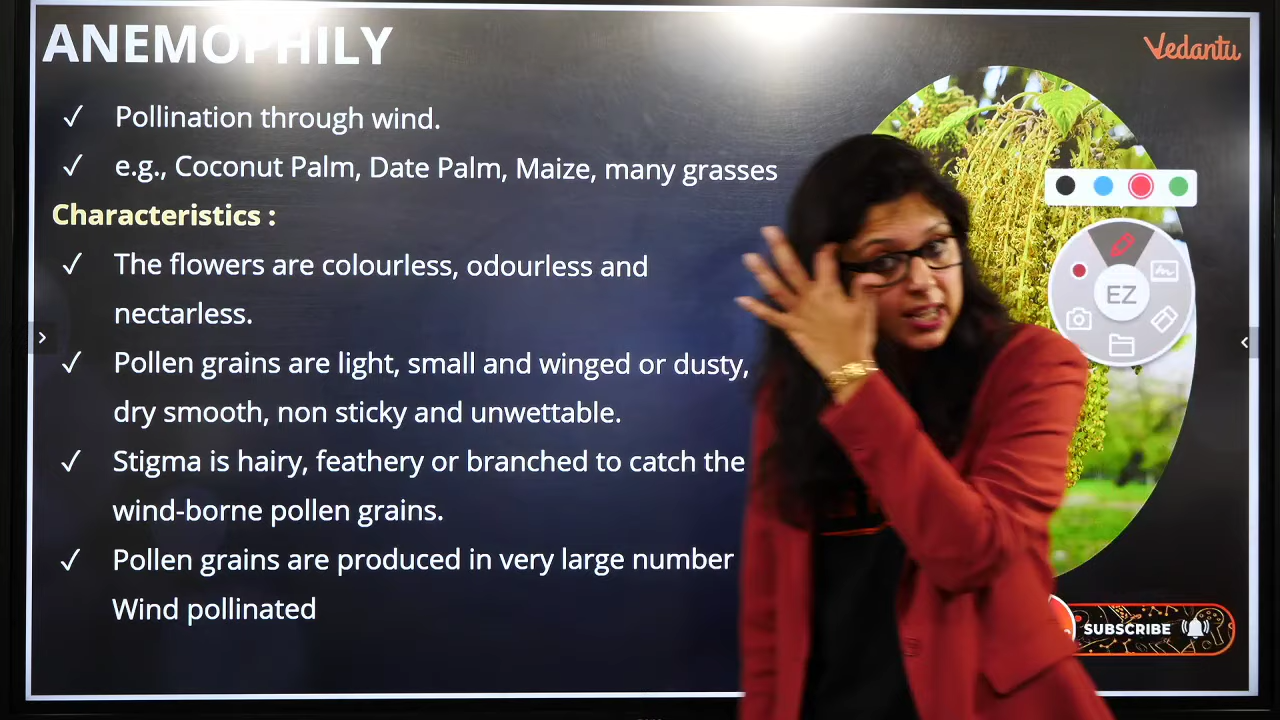 ANEMOPHILY
Vedantu
✓ Pollination through wind.
✓ e.g., Coconut Palm, Date Palm, Maize, many grasses
Characteristics :
✓ The flowers are colourless, odourless and
nectarless.
✓ Pollen grains are light, small and winged or dusty,
dry smooth, non sticky and unwettable.
✓ Stigma is hairy, feathery or branched to catch the
wind-borne pollen grains.
✓ Pollen grains are produced in very large number
Wind pollinated
EZ
SUBSCRIBE